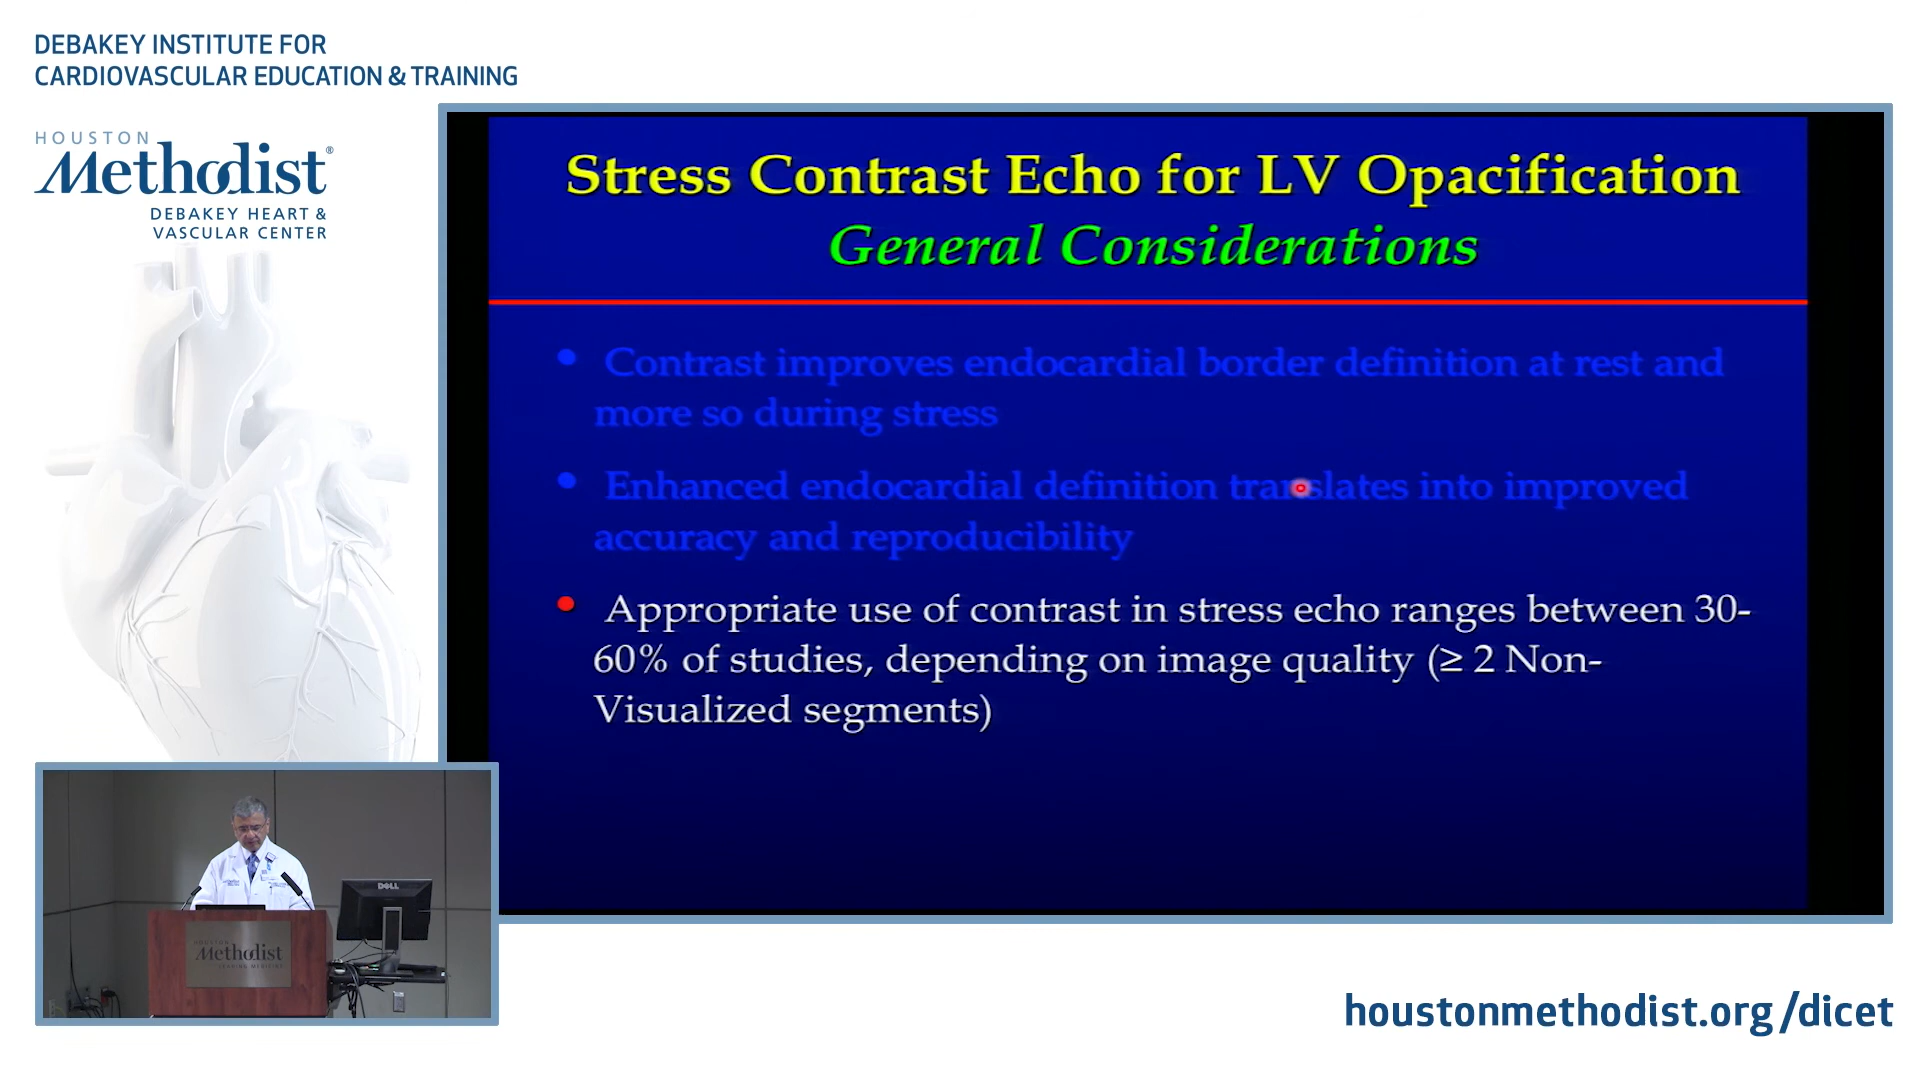 DEBAKEY INSTITUTE FOR
CARDIOVASCULAR EDUCATION & TRAINING
HOUSTON
Methodist®
DEBAKEY HEART &
VASCULAR CENTER
Stress Contrast Echo for LV Opacification
General Considerations
• Contrast improves endocardial border definition at rest and
more so during stress
• Enhanced endocardial definition translates into improved
accuracy and reproducibility
• Appropriate use of contrast in stress echo ranges between 30-
60% of studies, depending on image quality (≥ 2 Non-
Visualized segments)
DELL
HOUSTON
Methodist
LEADING MEDICINE
houstonmethodist.org/dicet